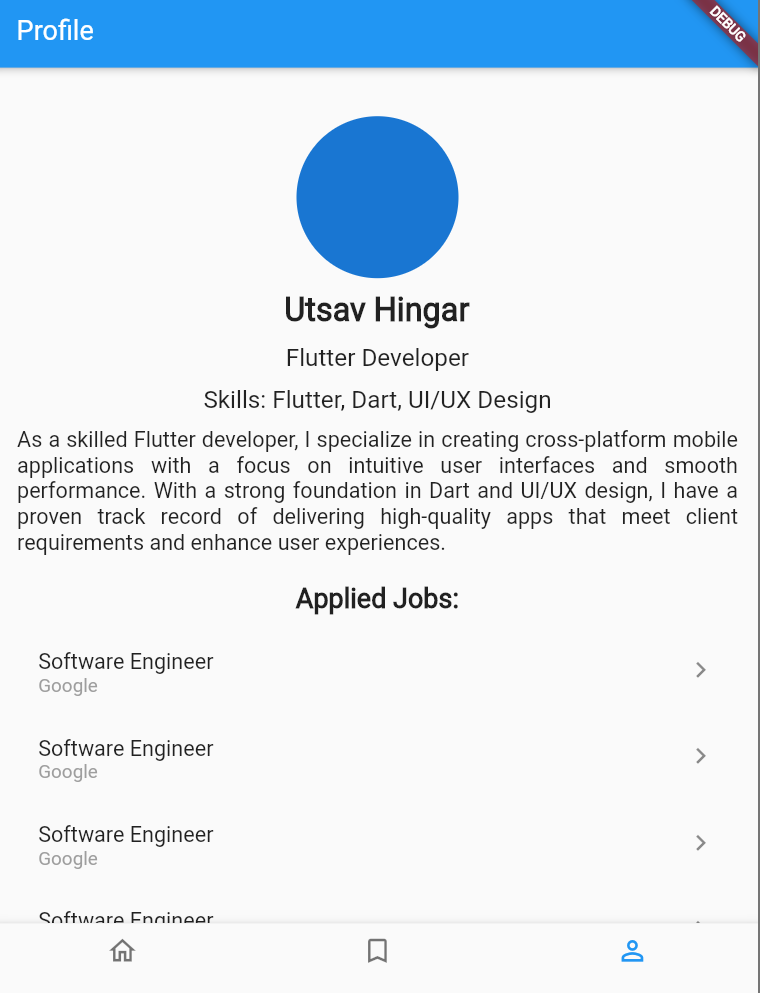 Profile
DEBUG
Utsav Hingar
Flutter Developer
Skills: Flutter, Dart, UI/UX Design
As a skilled Flutter developer, I specialize in creating cross-platform mobile
applications with a focus on intuitive user interfaces and smooth
performance. With a strong foundation in Dart and UI/UX design, I have a
proven track record of delivering high-quality apps that meet client
requirements and enhance user experiences.
Applied Jobs:
Software Engineer
Google
Software Engineer
Google
Software Engineer
Google
Software Engineer